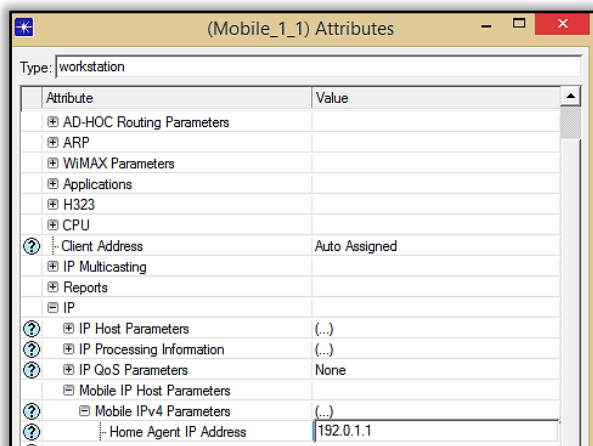 (Mobile_1_1) Attributes
Type: workstation
Attribute Value
AD-HOC Routing Parameters
ARP
WiMAX Parameters
Applications
H323
CPU
Client Address Auto Assigned
IP Multicasting
Reports
IP
IP Host Parameters (...)
IP Processing Information (...)
IP QoS Parameters None
Mobile IP Host Parameters
Mobile IPv4 Parameters (...)
Home Agent IP Address 192.0.1.1